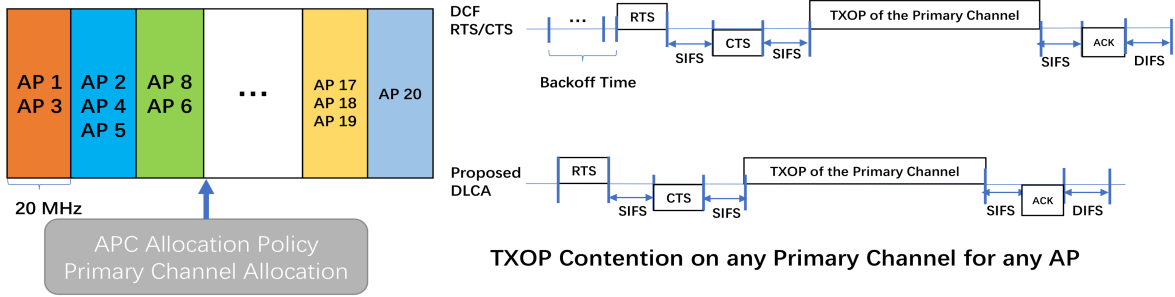 AP 1
AP 3
AP 2
AP 4
AP 5
AP 8
AP 6
...
AP 17
AP 18
AP 19
AP 20
20 MHz
APC Allocation Policy
Primary Channel Allocation
DCF
RTS/CTS
...
Backoff Time
RTS
SIFS
CTS
SIFS
TXOP of the Primary Channel
SIFS
ACK
DIFS
Proposed
DLCA
RTS
SIFS
CTS
SIFS
TXOP of the Primary Channel
SIFS
ACK
DIFS
TXOP Contention on any Primary Channel for any AP